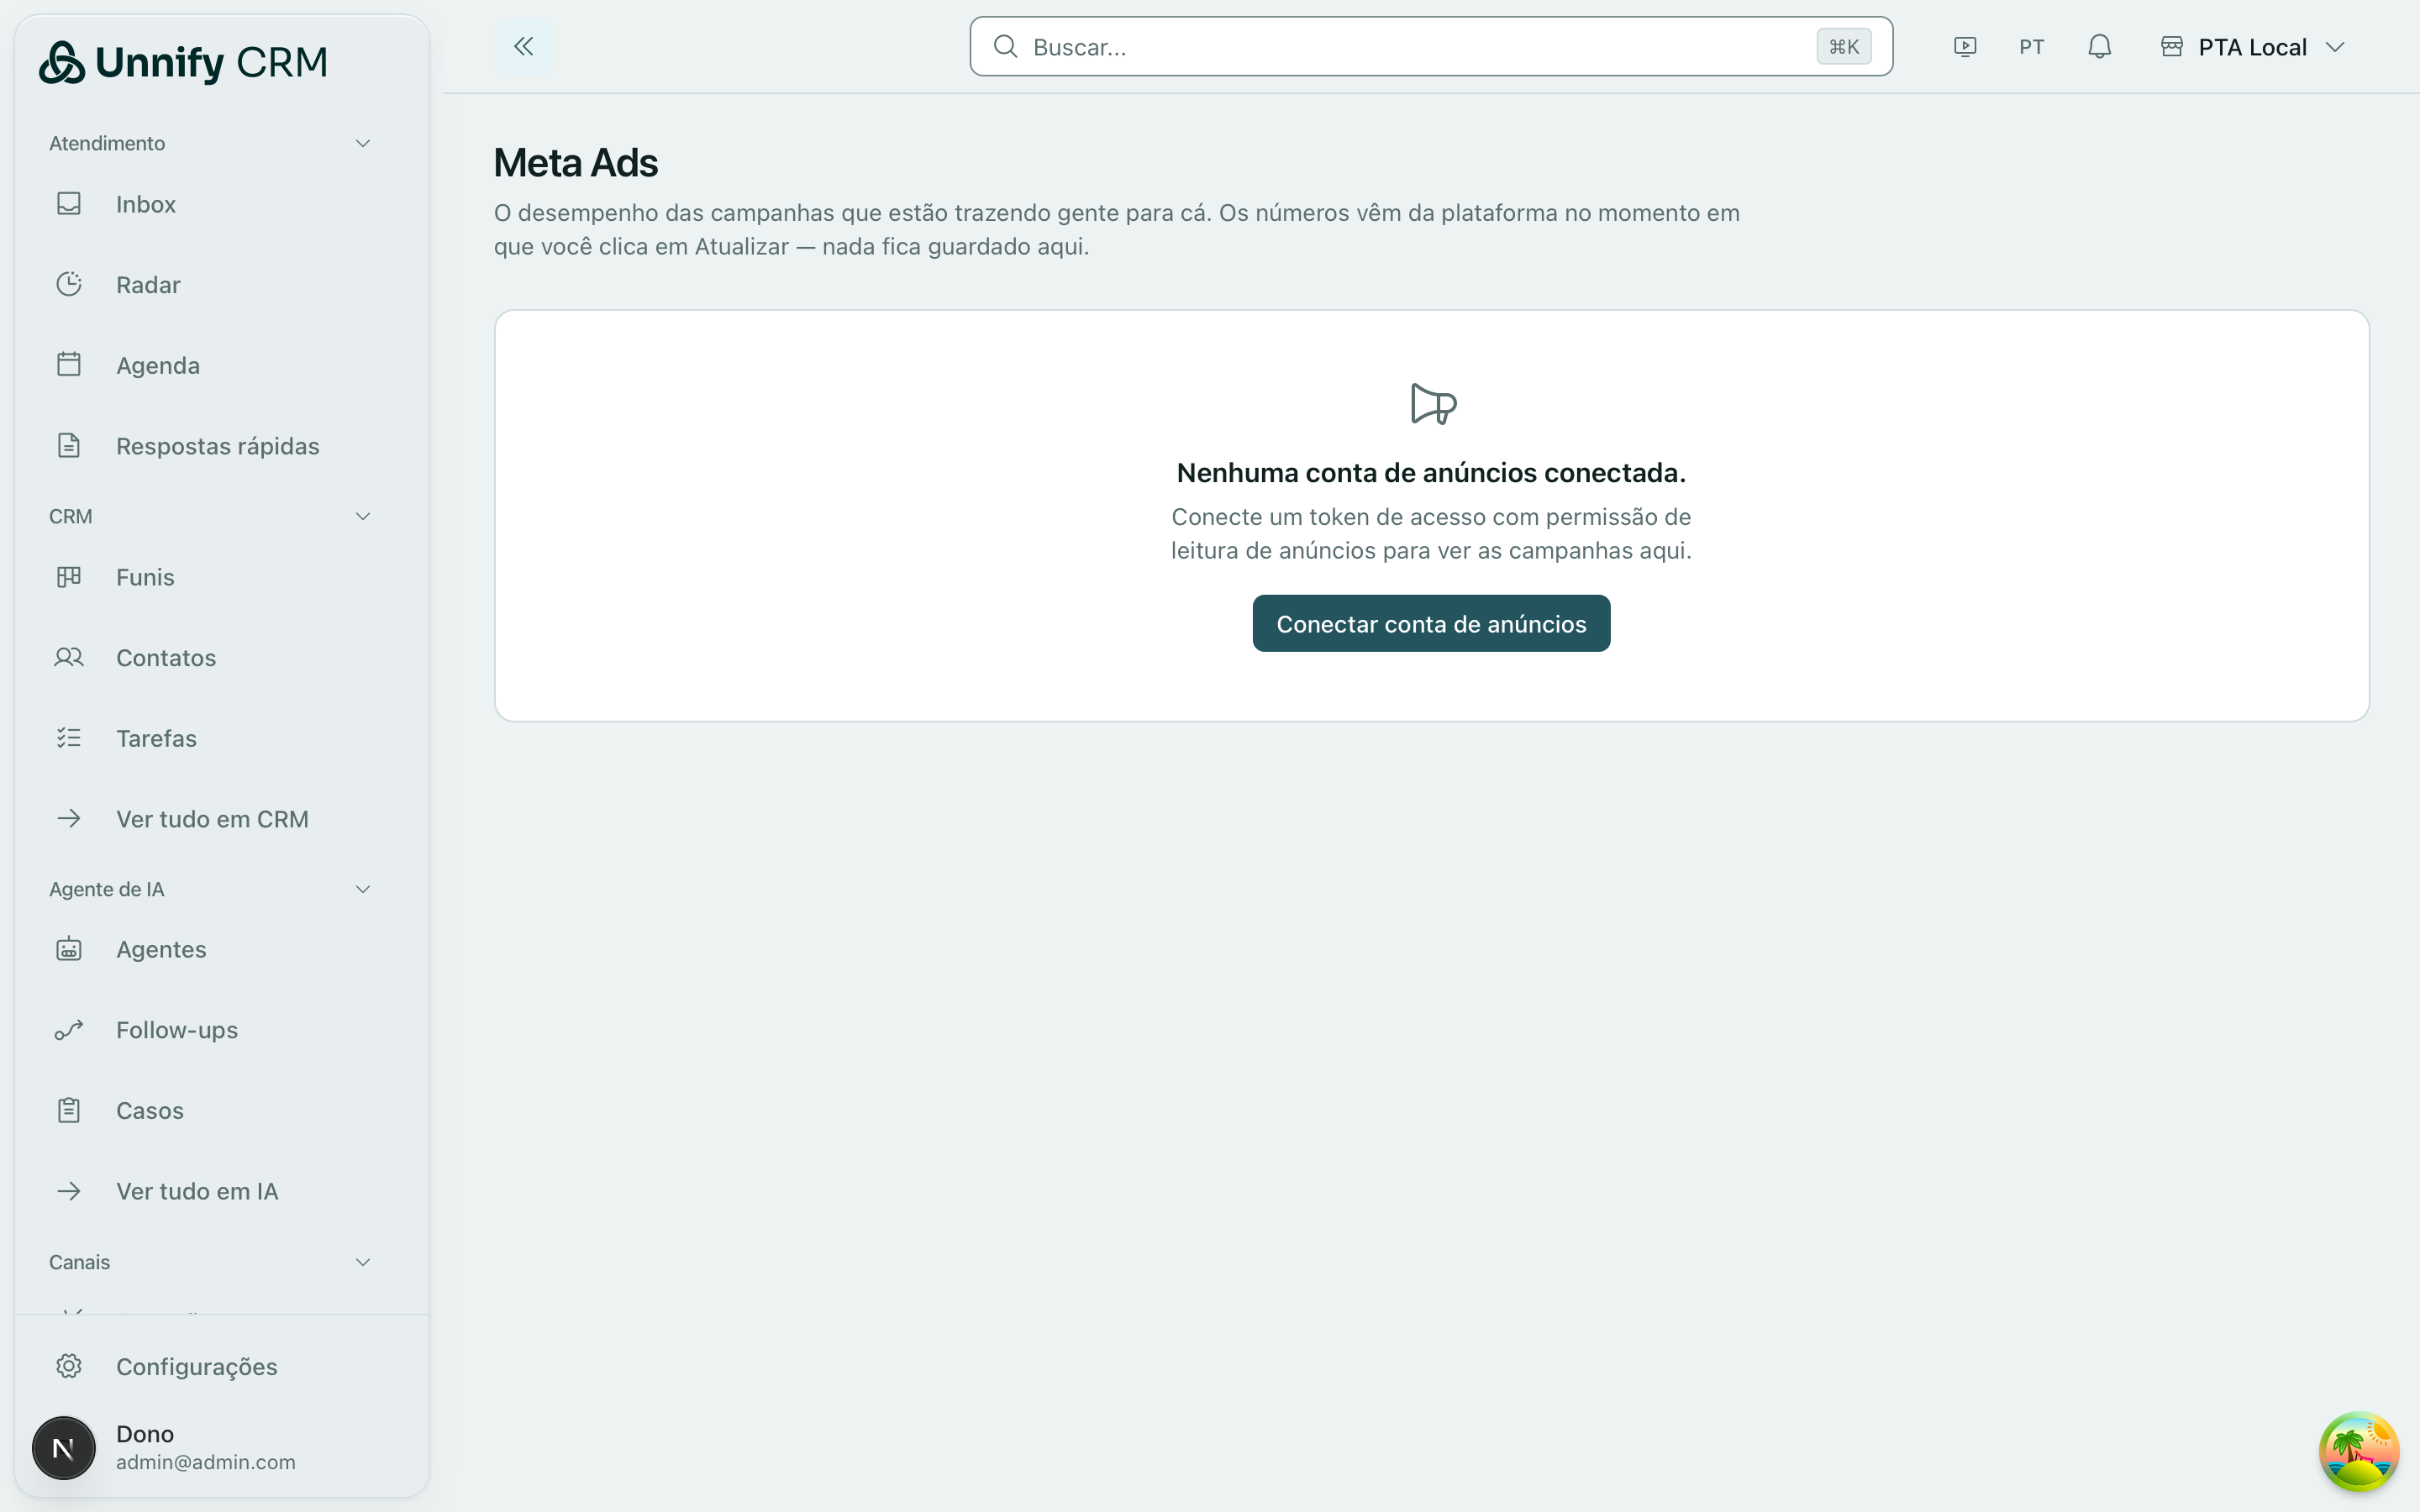 Unnify CRM
Buscar...
⌘K
PT
PTA Local
Atendimento
Inbox
Radar
Agenda
Respostas rápidas
CRM
Funis
Contatos
Tarefas
Ver tudo em CRM
Agente de IA
Agentes
Follow-ups
Casos
Ver tudo em IA
Canais
Configurações
N
Dono
admin@admin.com
Meta Ads
O desempenho das campanhas que estão trazendo gente para cá. Os números vêm da plataforma no momento em
que você clica em Atualizar — nada fica guardado aqui.
Nenhuma conta de anúncios conectada.
Conecte um token de acesso com permissão de
leitura de anúncios para ver as campanhas aqui.
Conectar conta de anúncios